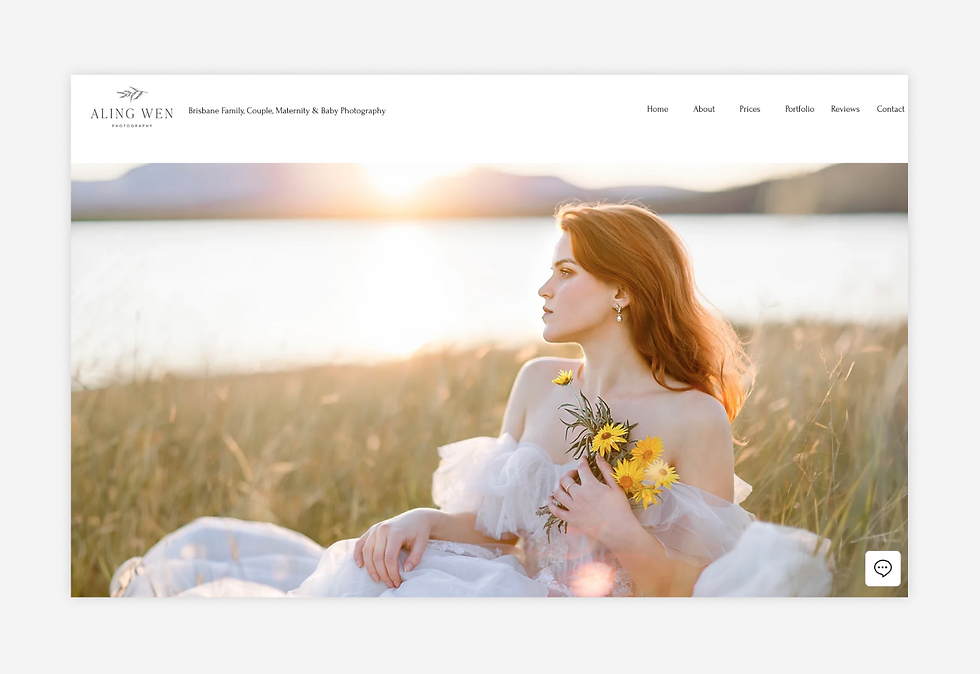 ALING WEN
PHOTOGRAPHY
Brisbane Family, Couple, Maternity & Baby Photography
Home About Prices Portfolio Reviews Contact